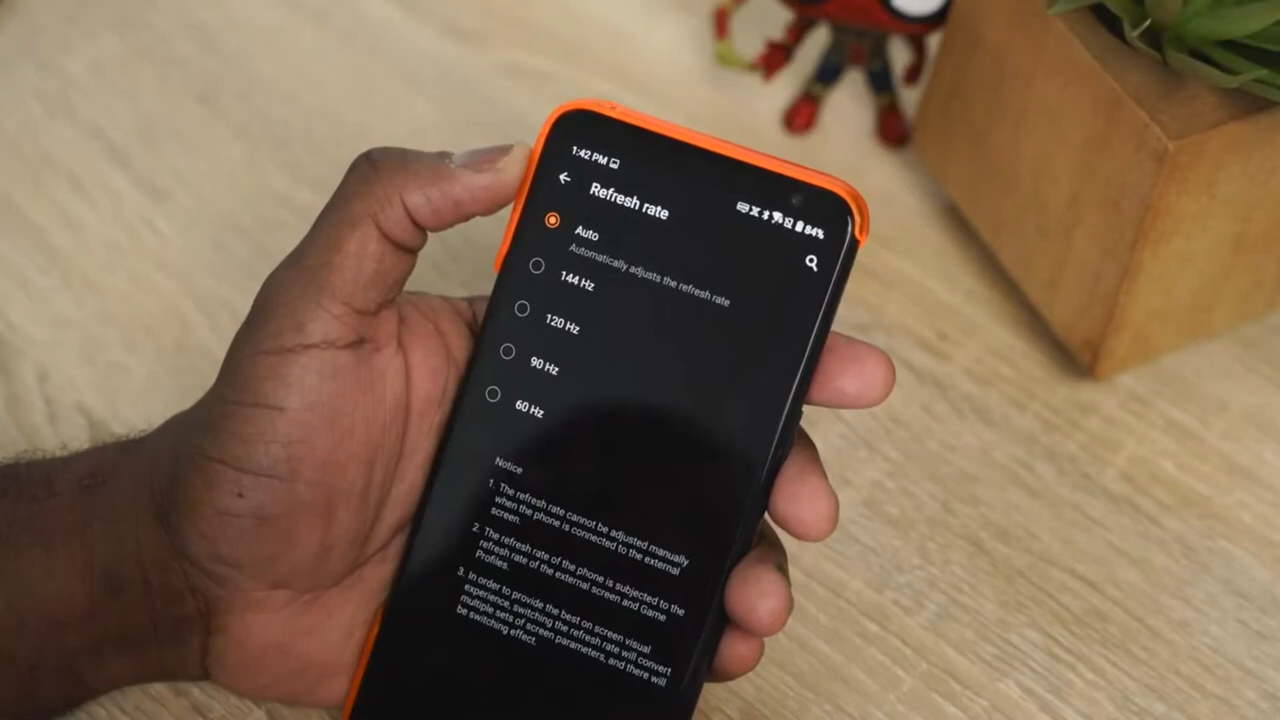 1:42 PM
84%
Refresh rate
Auto
Automatically adjusts the refresh rate
144 Hz
120 Hz
90 Hz
60 Hz
Notice
1. The refresh rate cannot be adjusted manually
when the phone is connected to the external
screen.
2. The refresh rate of the phone is subjected to the
refresh rate of the external screen and Game
Profiles.
3. In order to provide the best on screen visual
experience, switching the refresh rate will convert
multiple sets of screen parameters, and there will
be switching effect.